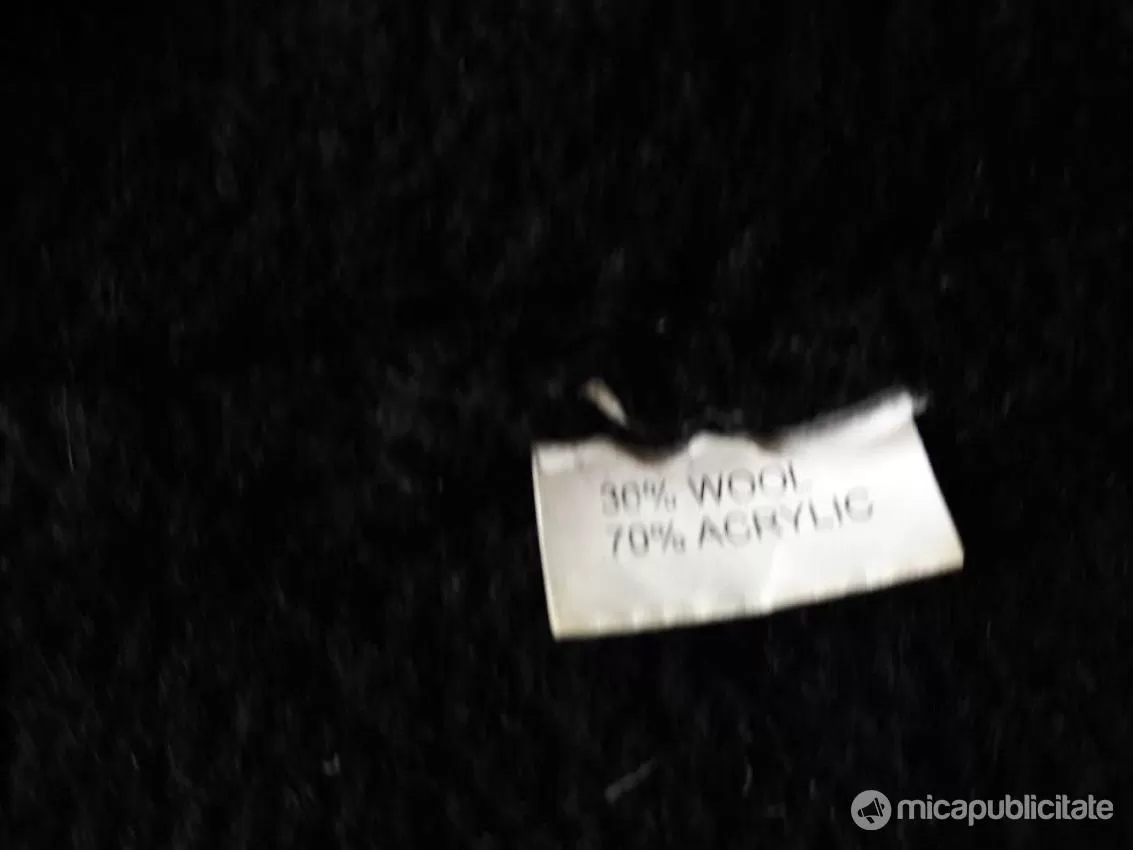 30% WOOL
70% ACRYLIC
micapublicitate